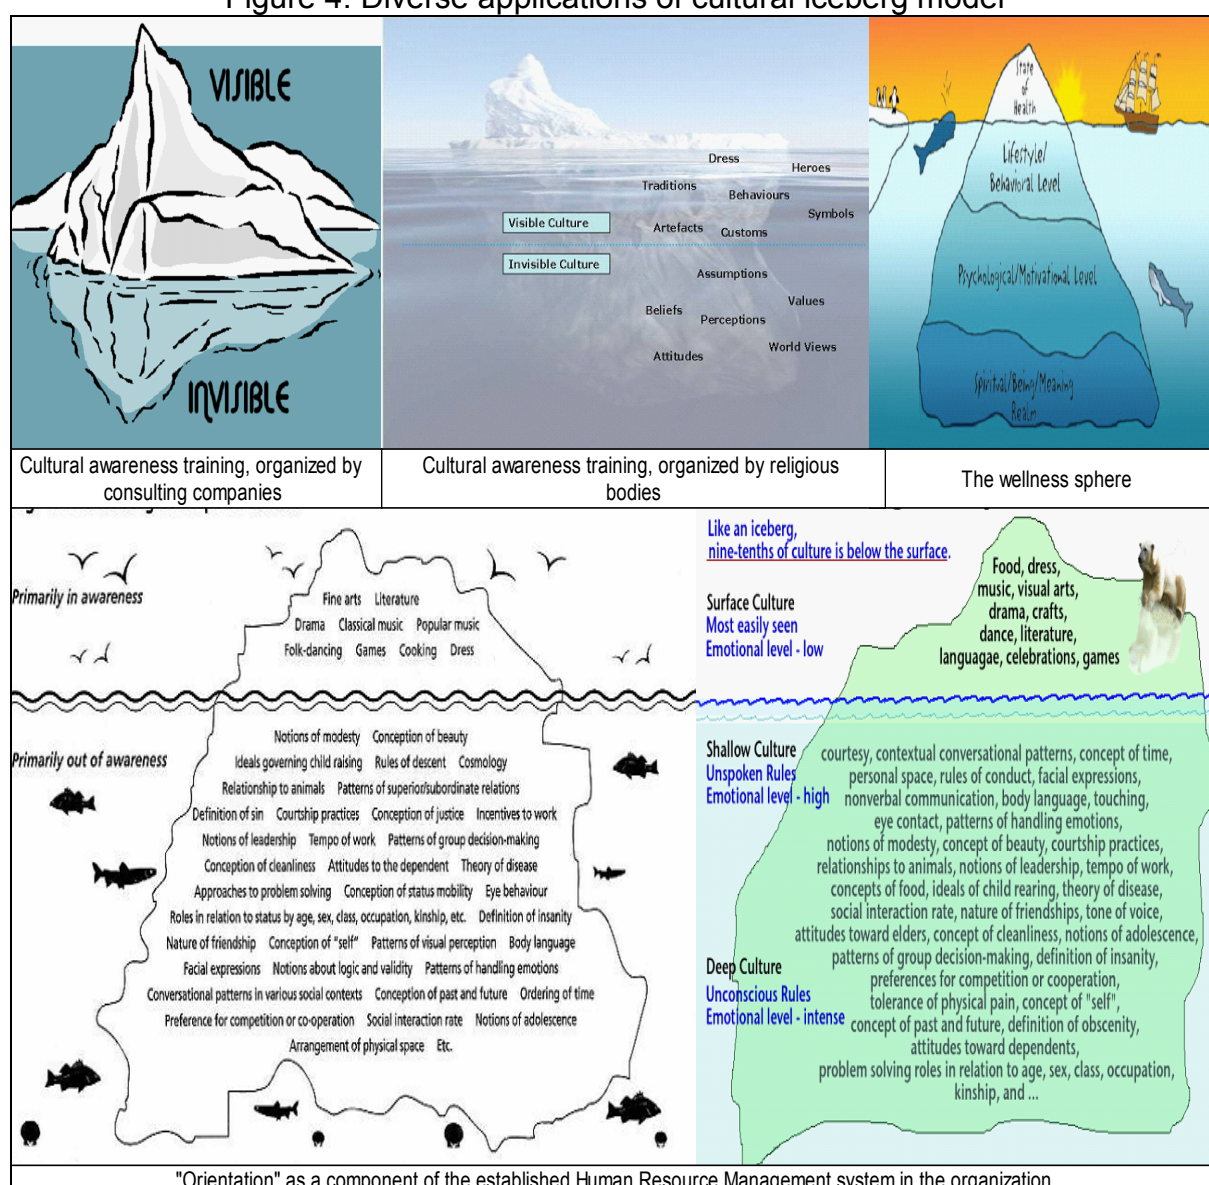 Figure 4: Diverse applications of cultural iceberg model
VISIBLE
INVISIBLE
Dress
Heroes
Traditions
Behaviours
Symbols
Visible Culture
Artefacts
Customs
Invisible Culture
Assumptions
Values
Beliefs
Perceptions
World Views
Attitudes
State
of
Health
Lifestyle/
Behavioral Level
Psychological/Motivational Level
Spiritual/Being/Meaning
Realm
Cultural awareness training, organized by
consulting companies
Cultural awareness training, organized by religious
bodies
The wellness sphere
Primarily in awareness
Fine arts Literature
Drama Classical music Popular music
Folk-dancing Games Cooking Dress
Primarily out of awareness
Notions of modesty Conception of beauty
Ideals governing child raising Rules of descent Cosmology
Relationship to animals Patterns of superior/subordinate relations
Definition of sin Courtship practices Conception of justice Incentives to work
Notions of leadership Tempo of work Patterns of group decision-making
Conception of cleanliness Attitudes to the dependent Theory of disease
Approaches to problem solving Conception of status mobility Eye behaviour
Roles in relation to status by age, sex, class, occupation, kinship, etc. Definition of insanity
Nature of friendship Conception of "self" Patterns of visual perception Body language
Facial expressions Notions about logic and validity Patterns of handling emotions
Conversational patterns in various social contexts Conception of past and future Ordering of time
Preference for competition or co-operation Social interaction rate Notions of adolescence
Arrangement of physical space Etc.
Like an iceberg,
nine-tenths of culture is below the surface.
Food, dress,
music, visual arts,
drama, crafts,
dance, literature,
languagae, celebrations, games
Surface Culture
Most easily seen
Emotional level - low
Shallow Culture
Unspoken Rules
Emotional level - high
courtesy, contextual conversational patterns, concept of time,
personal space, rules of conduct, facial expressions,
nonverbal communication, body language, touching,
eye contact, patterns of handling emotions,
notions of modesty, concept of beauty, courtship practices,
relationships to animals, notions of leadership, tempo of work,
concepts of food, ideals of child rearing, theory of disease,
social interaction rate, nature of friendships, tone of voice,
attitudes toward elders, concept of cleanliness, notions of adolescence,
patterns of group decision-making, definition of insanity,
preferences for competition or cooperation,
tolerance of physical pain, concept of "self",
concept of past and future, definition of obscenity,
attitudes toward dependents,
problem solving roles in relation to age, sex, class, occupation,
kinship, and ...
Deep Culture
Unconscious Rules
Emotional level - intense
"Orientation" as a component of the established Human Resource Management system in the organization